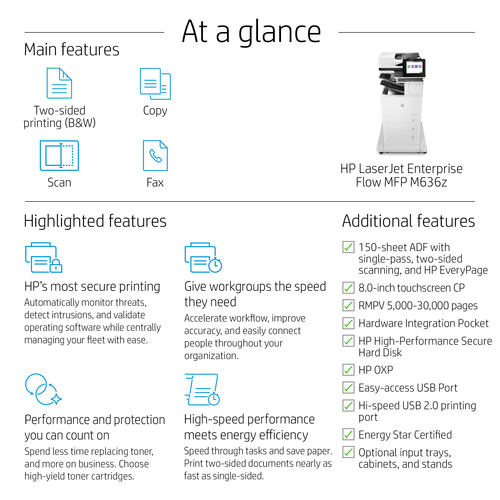 At a glance
Main features
Two-sided
printing (B&W)
Copy
Scan
Fax
HP LaserJet Enterprise
Flow MFP M636z
Highlighted features
HP's most secure printing
Automatically monitor threats,
detect intrusions, and validate
operating software while centrally
managing your fleet with ease.
Give workgroups the speed
they need
Accelerate workflow, improve
accuracy, and easily connect
people throughout your
organization.
Performance and protection
you can count on
Spend less time replacing toner,
and more on business. Choose
high-yield toner cartridges.
High-speed performance
meets energy efficiency
Speed through tasks and save paper.
Print two-sided documents nearly as
fast as single-sided.
Additional features
150-sheet ADF with
single-pass, two-sided
scanning, and HP EveryPage
8.0-inch touchscreen CP
RMPV 5,000-30,000 pages
Hardware Integration Pocket
HP High-Performance Secure
Hard Disk
HP OXP
Easy-access USB Port
Hi-speed USB 2.0 printing
port
Energy Star Certified
Optional input trays,
cabinets, and stands